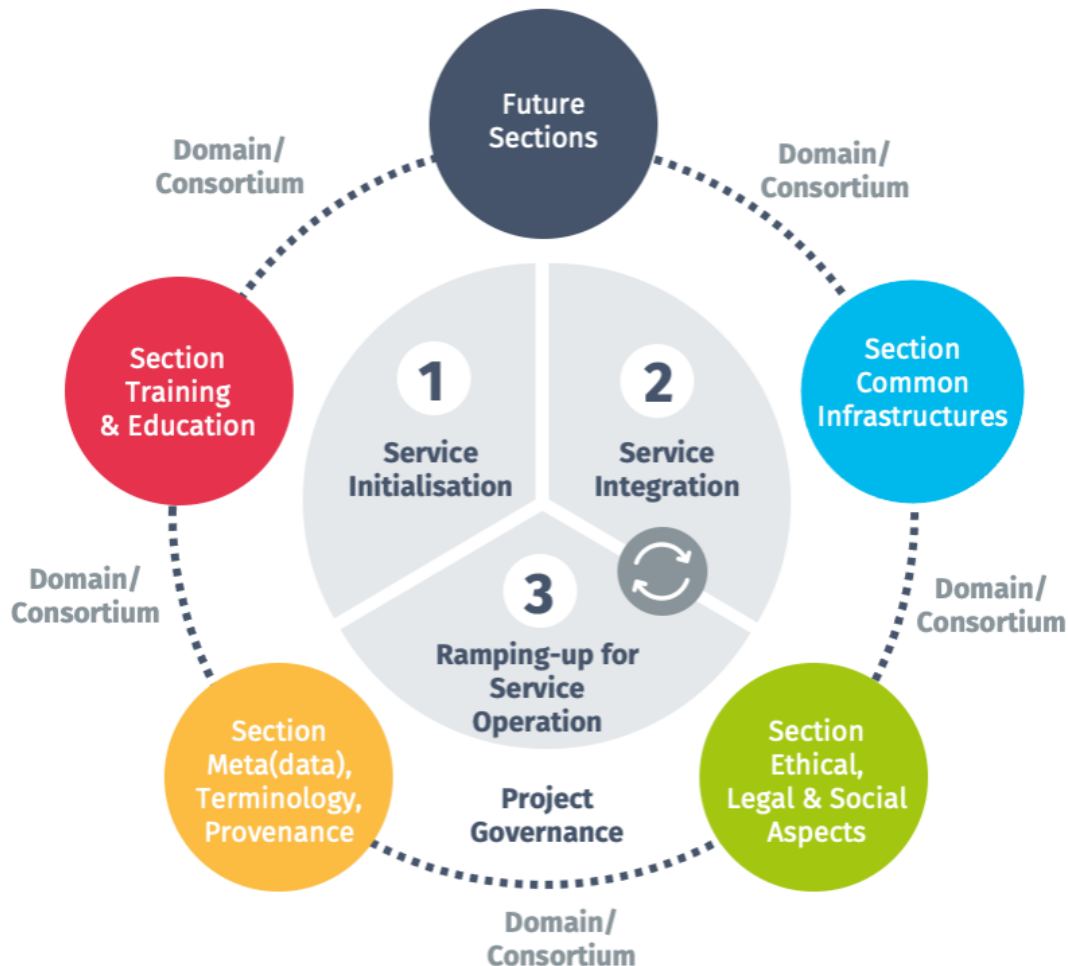 Future
Sections
Domain/
Consortium
Domain/
Consortium
Section
Training
& Education
1
Service
Initialisation
2
Service
Integration
Section
Common
Infrastructures
Domain/
Consortium
3
Ramping-up for
Service
Operation
Domain/
Consortium
Section
Meta(data),
Terminology,
Provenance
Project
Governance
Section
Ethical,
Legal & Social
Aspects
Domain/
Consortium